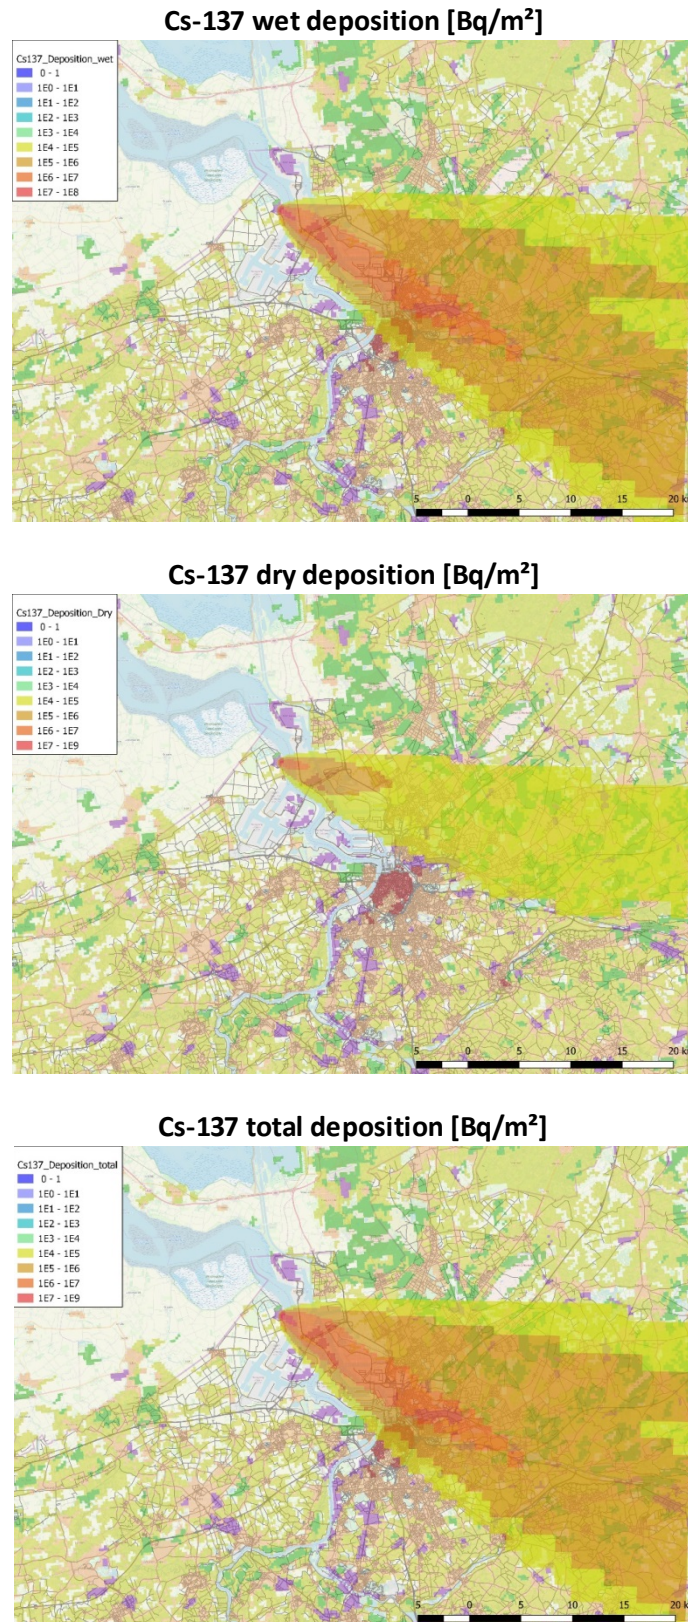 Cs-137 wet deposition [Bq/m²]
Cs137_Deposition_wet
0 - 1
1E0 - 1E1
1E1 - 1E2
1E2 - 1E3
1E3 - 1E4
1E4 - 1E5
1E5 - 1E6
1E6 - 1E7
1E7 - 1E8
5 0 5 10 15 20 k
Cs-137 dry deposition [Bq/m²]
Cs137_Deposition_Dry
0 - 1
1E0 - 1E1
1E1 - 1E2
1E2 - 1E3
1E3 - 1E4
1E4 - 1E5
1E5 - 1E6
1E6 - 1E7
1E7 - 1E9
5 0 5 10 15 20 k
Cs-137 total deposition [Bq/m²]
Cs137_Deposition_total
0 - 1
1E0 - 1E1
1E1 - 1E2
1E2 - 1E3
1E3 - 1E4
1E4 - 1E5
1E5 - 1E6
1E6 - 1E7
1E7 - 1E9
5 0 5 10 15 20 k